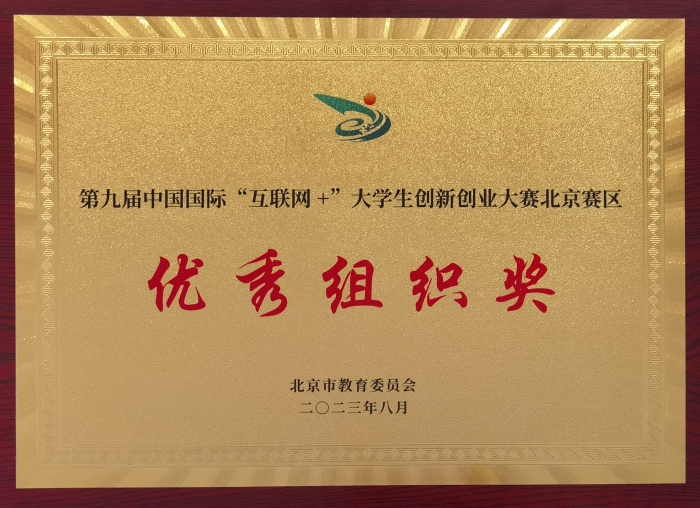 第九届中国国际“互联网+”大学生创新创业大赛北京赛区
优秀组织奖
北京市教育委员会
二〇二三年八月